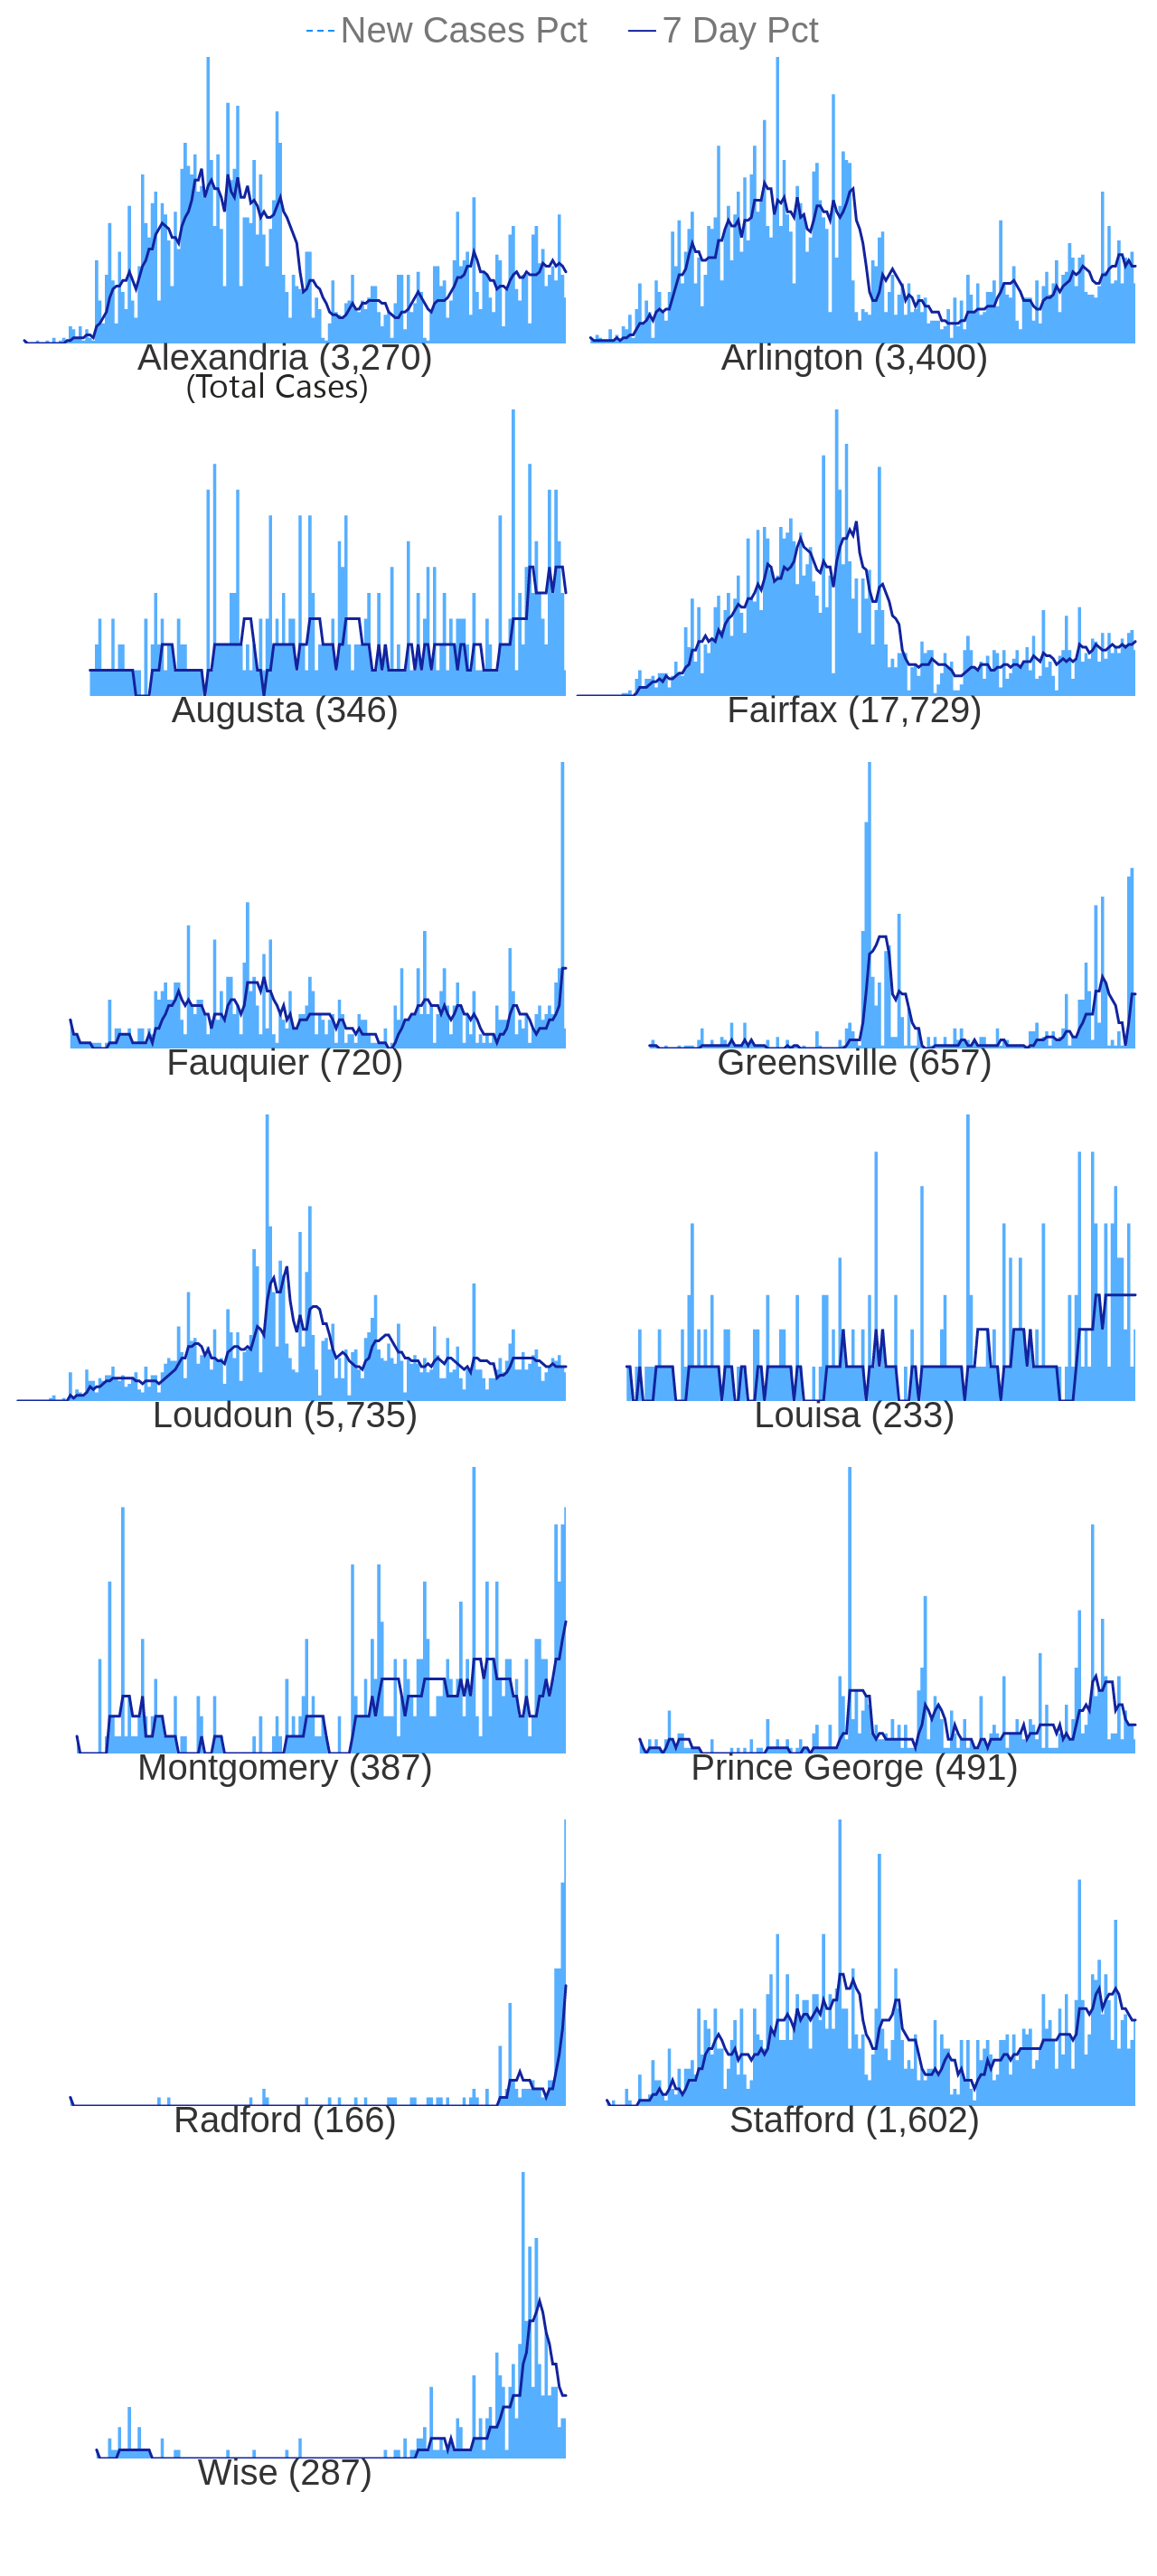 New Cases Pct 7 Day Pct
Alexandria (3,270) Arlington (3,400)
(Total Cases)
Augusta (346) Fairfax (17,729)
Fauquier (720) Greensville (657)
Loudoun (5,735) Louisa (233)
Montgomery (387) Prince George (491)
Radford (166) Stafford (1,602)
Wise (287)